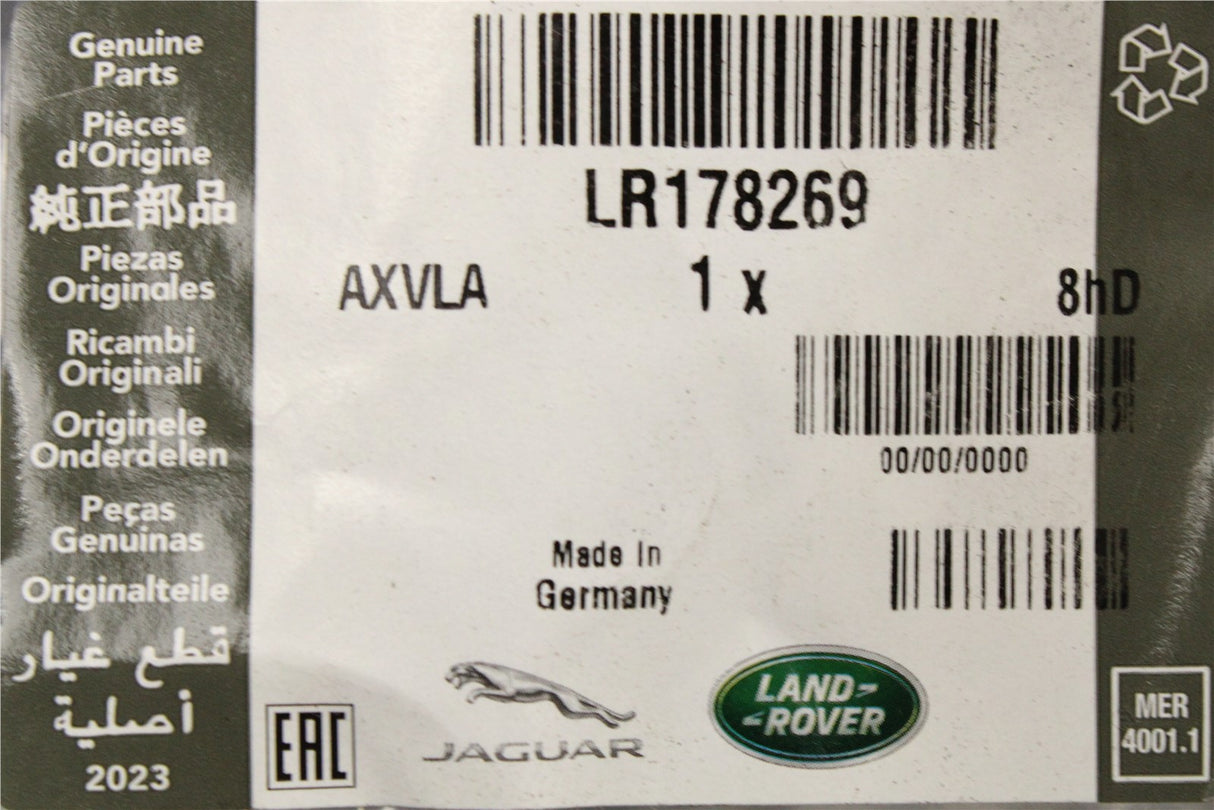 Genuine
Parts
Pièces
d'Origine
純正部品
Piezas
Originales
Ricambi
Originali
Originele
Onderdelen
Peças
Genuinas
Originalteile
قطع غيار
أصلية
2023
LR178269
AXVLA 1 x 8hD
00/00/0000
Made In
Germany
EAC
JAGUAR
LAND-
-ROVER
MER
4001.1